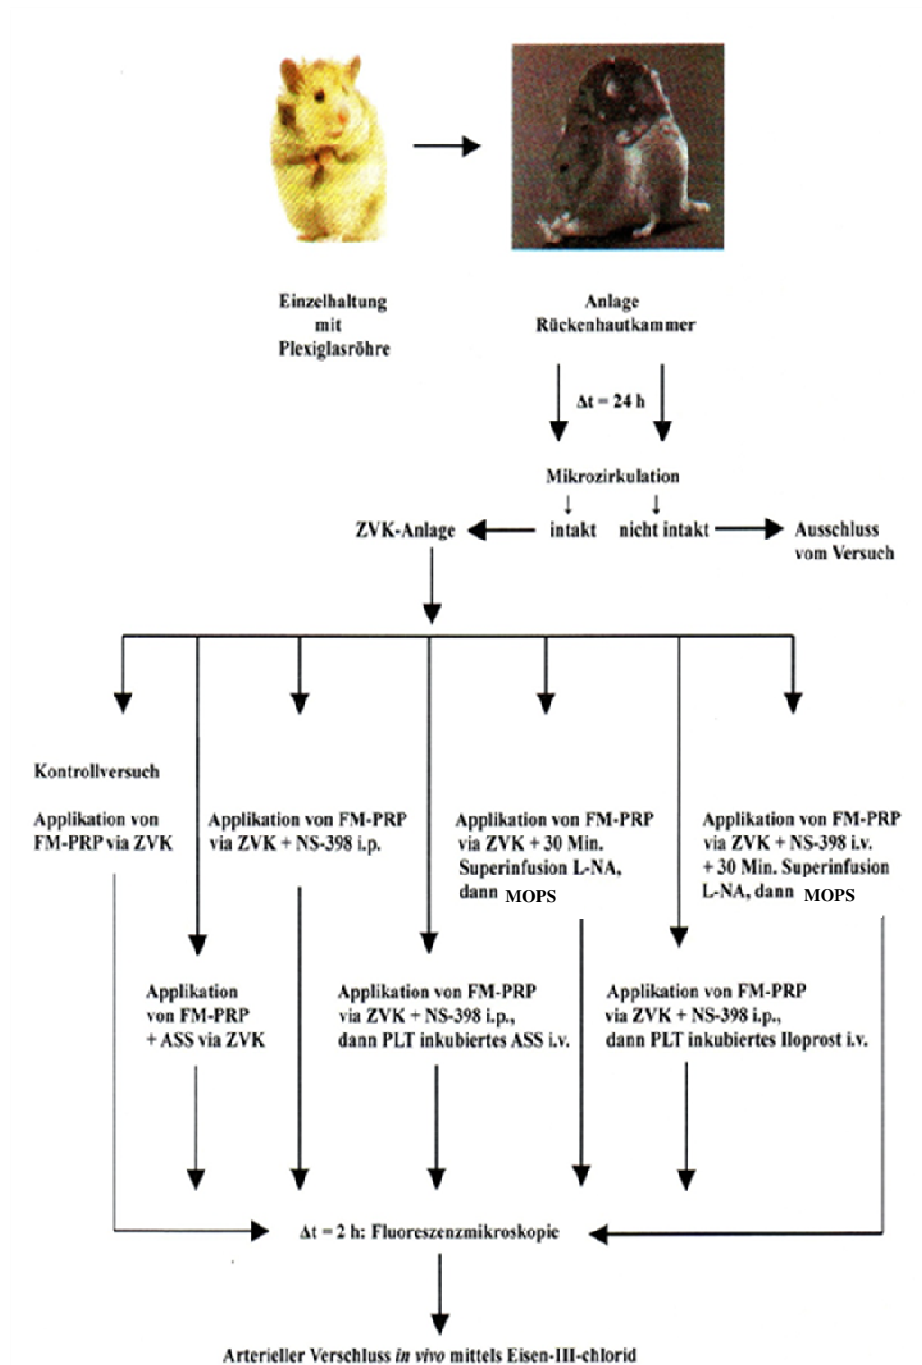 Einzelhaltung
mit
Plexiglasröhre
Anlage
Rückenhautkammer
Δt = 24 h
Mikrozirkulation
ZVK-Anlage
intakt
nicht intakt
Ausschluss
vom Versuch
Kontrollversuch
Applikation von
FM-PRP via ZVK
Applikation von FM-PRP
via ZVK + NS-398 i.p.
Applikation von FM-PRP
via ZVK + 30 Min.
Superinfusion L-NA,
dann MOPS
Applikation von FM-PRP
via ZVK + NS-398 i.v.
+ 30 Min. Superinfusion
L-NA, dann MOPS
Applikation
von FM-PRP
+ ASS via ZVK
Applikation von FM-PRP
via ZVK + NS-398 i.p.,
dann PLT inkubiertes ASS i.v.
Applikation von FM-PRP
via ZVK + NS-398 i.p.,
dann PLT inkubiertes Iloprost i.v.
Δt = 2 h: Fluoreszenzmikroskopie
Arterieller Verschluss in vivo mittels Eisen-III-chlorid